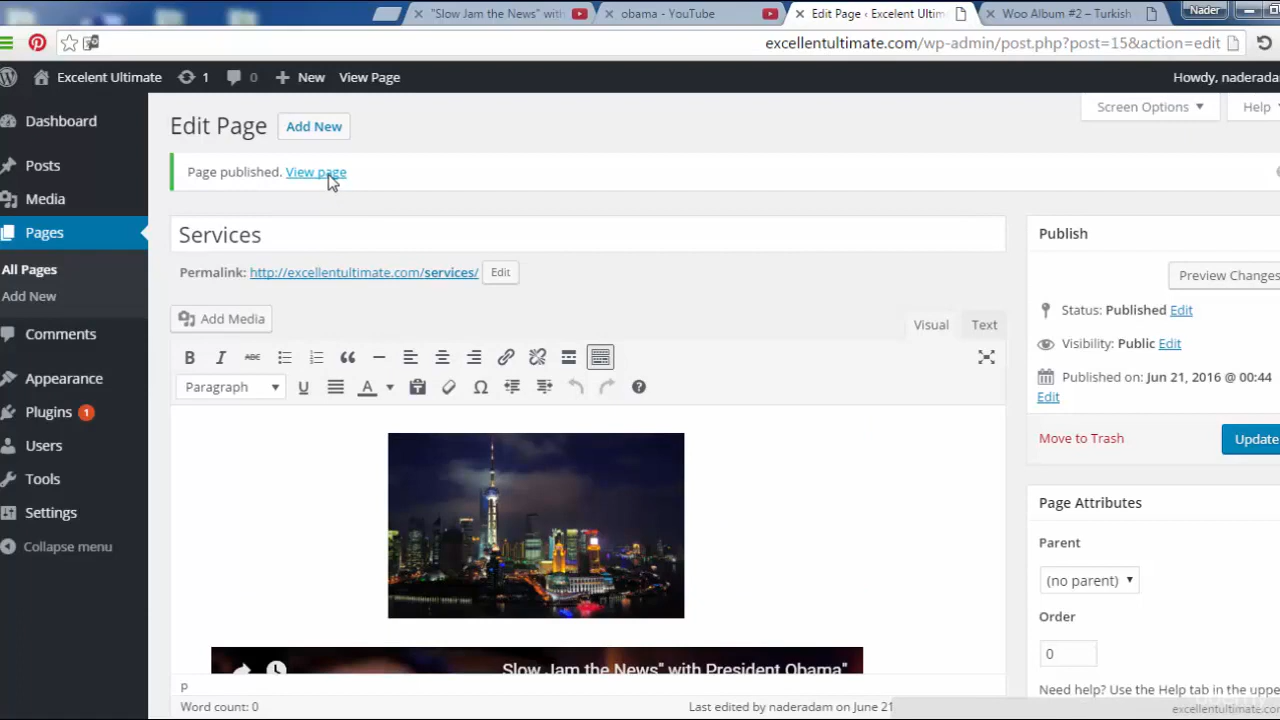 "Slow Jam the News" with
obama - YouTube
Edit Page ‹ Excelent Ultim
Woo Album #2 – Turkish
Nader
excellentultimate.com/wp-admin/post.php?post=15&action=edit
Excelent Ultimate
1
0
New
View Page
Howdy, naderada
Dashboard
Posts
Media
Pages
All Pages
Add New
Comments
Appearance
Plugins 1
Users
Tools
Settings
Collapse menu
Edit Page
Add New
Screen Options
Help
Page published. View page
Services
Permalink: http://excellentultimate.com/services/
Edit
Add Media
Visual
Text
B I ABC
Paragraph
U
A
Slow Jam the News" with President Obama"
p
Word count: 0
Last edited by naderadam on June 21
Publish
Preview Changes
Status: Published Edit
Visibility: Public Edit
Published on: Jun 21, 2016 @ 00:44
Edit
Move to Trash
Update
Page Attributes
Parent
(no parent)
Order
0
Need help? Use the Help tab in the uppe
excellentultimate.co